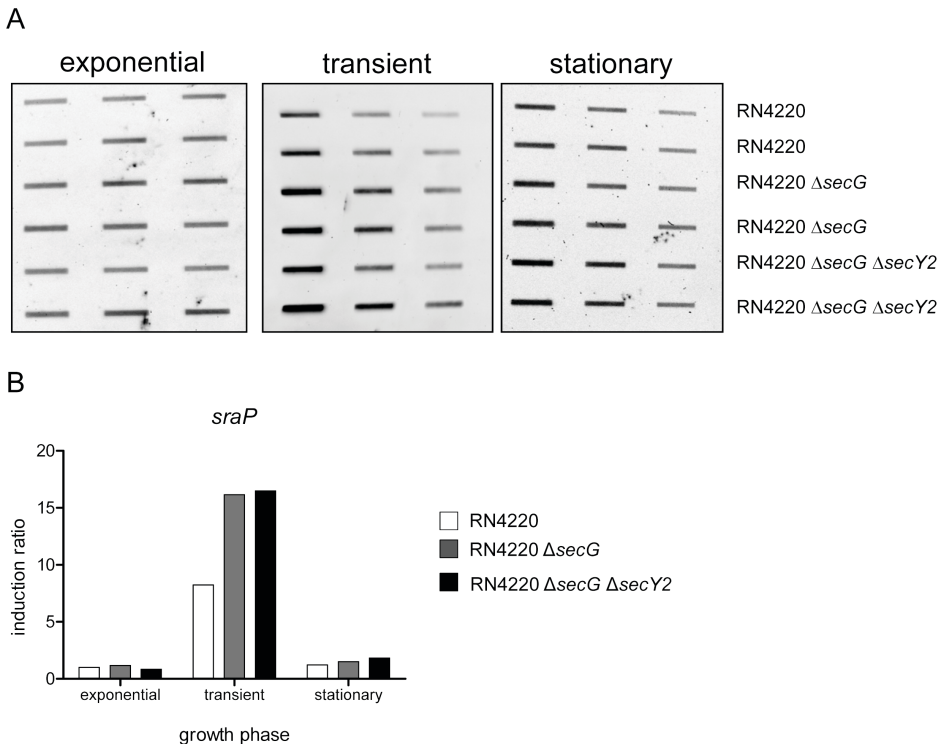 A
exponential
transient
stationary
RN4220
RN4220
RN4220 ΔsecG
RN4220 ΔsecG
RN4220 ΔsecG ΔsecY2
RN4220 ΔsecG ΔsecY2
B
sraP
20
15
10
5
0
induction ratio
exponential
transient
stationary
growth phase
RN4220
RN4220 ΔsecG
RN4220 ΔsecG ΔsecY2